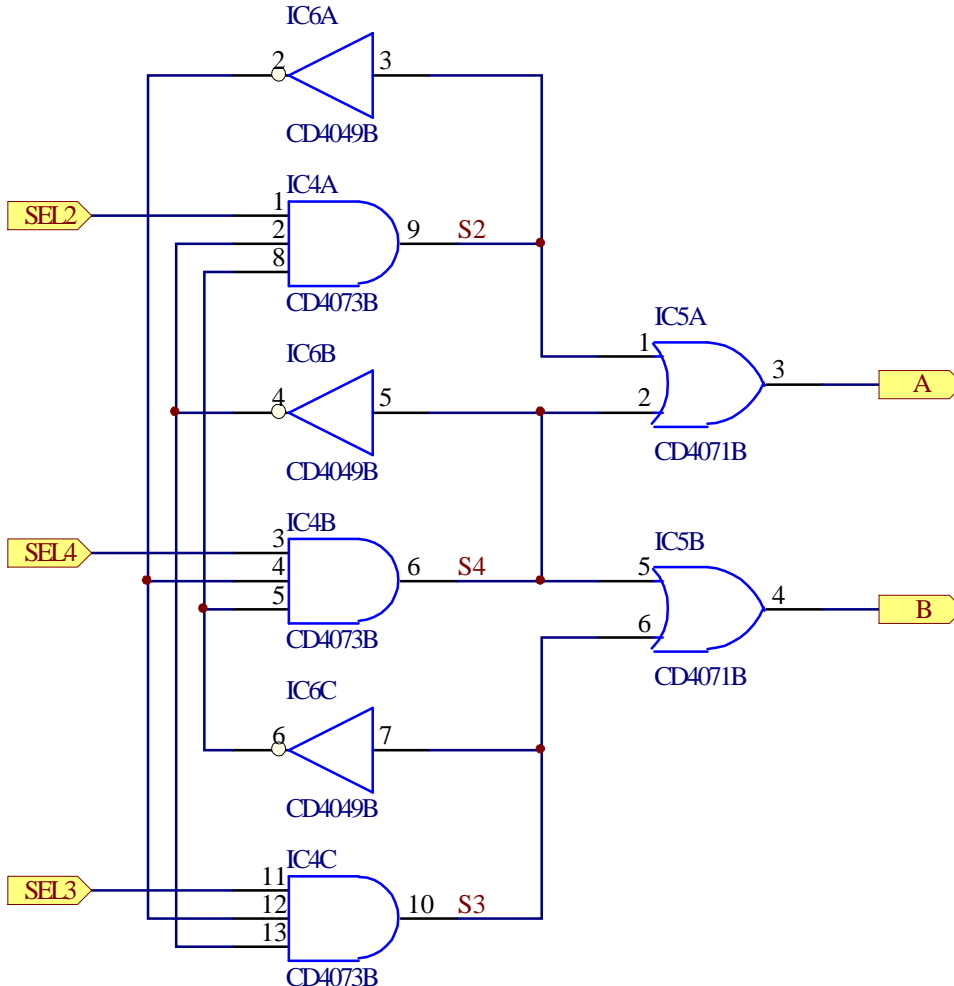 IC6A
2 3
CD4049B
IC4A
SEL2 1
2 9 S2
8
CD4073B
IC5A
IC6B
1
3 A
4 5 2
CD4071B
CD4049B
IC4B
IC5B
SEL4 3
4 6 S4 5
4 B
5
6
CD4073B
CD4071B
IC6C
6 7
CD4049B
IC4C
SEL3 11
12 10 S3
13
CD4073B